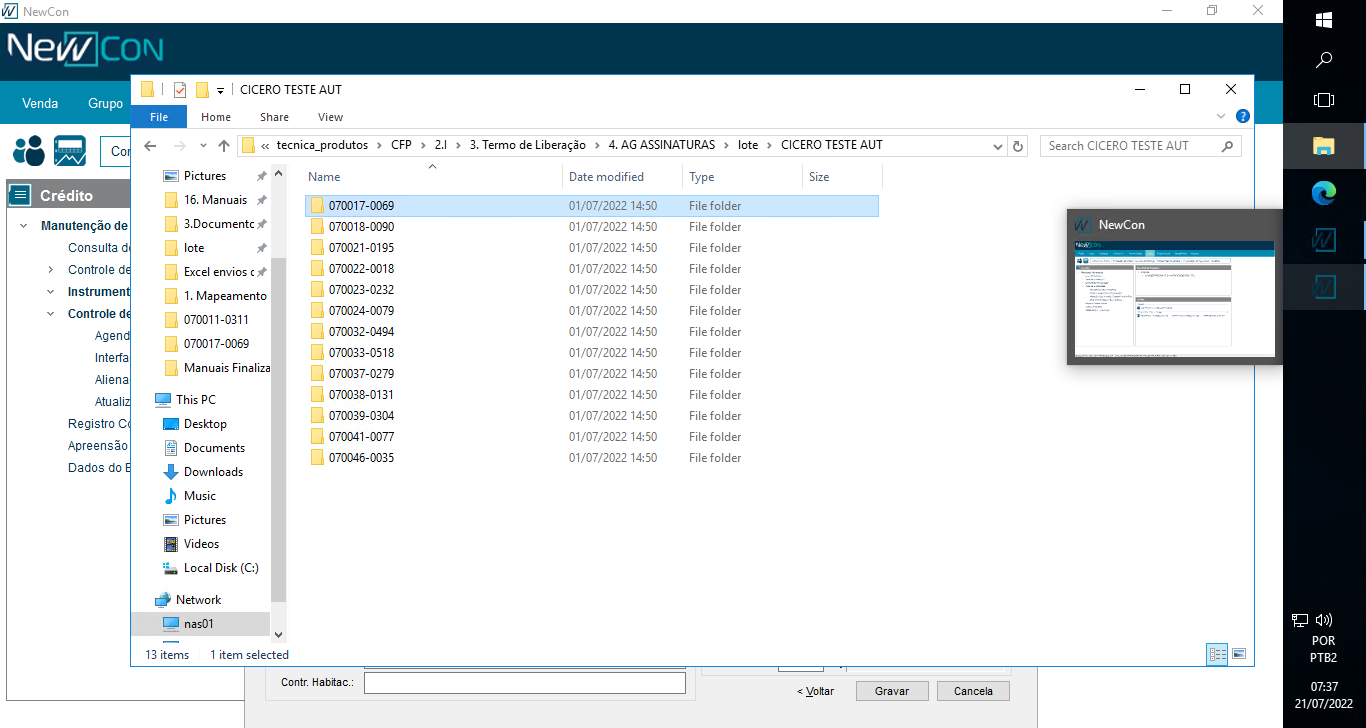 NewCon
NEWCON
Venda Grupo
Con
Crédito
Manutenção de
Consulta de
Controle de
Instrument
Controle de
Agend
Interfa
Aliena
Atualiz
Registro Co
Apreensão
Dados do B
CICERO TESTE AUT
File Home Share View
« tecnica_produtos > CFP > 2.I > 3. Termo de Liberação > 4. AG ASSINATURAS > lote > CICERO TESTE AUT
Search CICERO TESTE AUT
Pictures
16. Manuais
3.Documento
lote
Excel envios c
1. Mapeamento
070011-0311
070017-0069
Manuais Finaliza
This PC
Desktop
Documents
Downloads
Music
Pictures
Videos
Local Disk (C:)
Network
nas01
Name Date modified Type Size
070017-0069 01/07/2022 14:50 File folder
070018-0090 01/07/2022 14:50 File folder
070021-0195 01/07/2022 14:50 File folder
070022-0018 01/07/2022 14:50 File folder
070023-0232 01/07/2022 14:50 File folder
070024-0079 01/07/2022 14:50 File folder
070032-0494 01/07/2022 14:50 File folder
070033-0518 01/07/2022 14:50 File folder
070037-0279 01/07/2022 14:50 File folder
070038-0131 01/07/2022 14:50 File folder
070039-0304 01/07/2022 14:50 File folder
070041-0077 01/07/2022 14:50 File folder
070046-0035 01/07/2022 14:50 File folder
13 items 1 item selected
Contr. Habitac.:
< Voltar Gravar Cancela
NewCon
NEWCON
POR
PTB2
07:37
21/07/2022